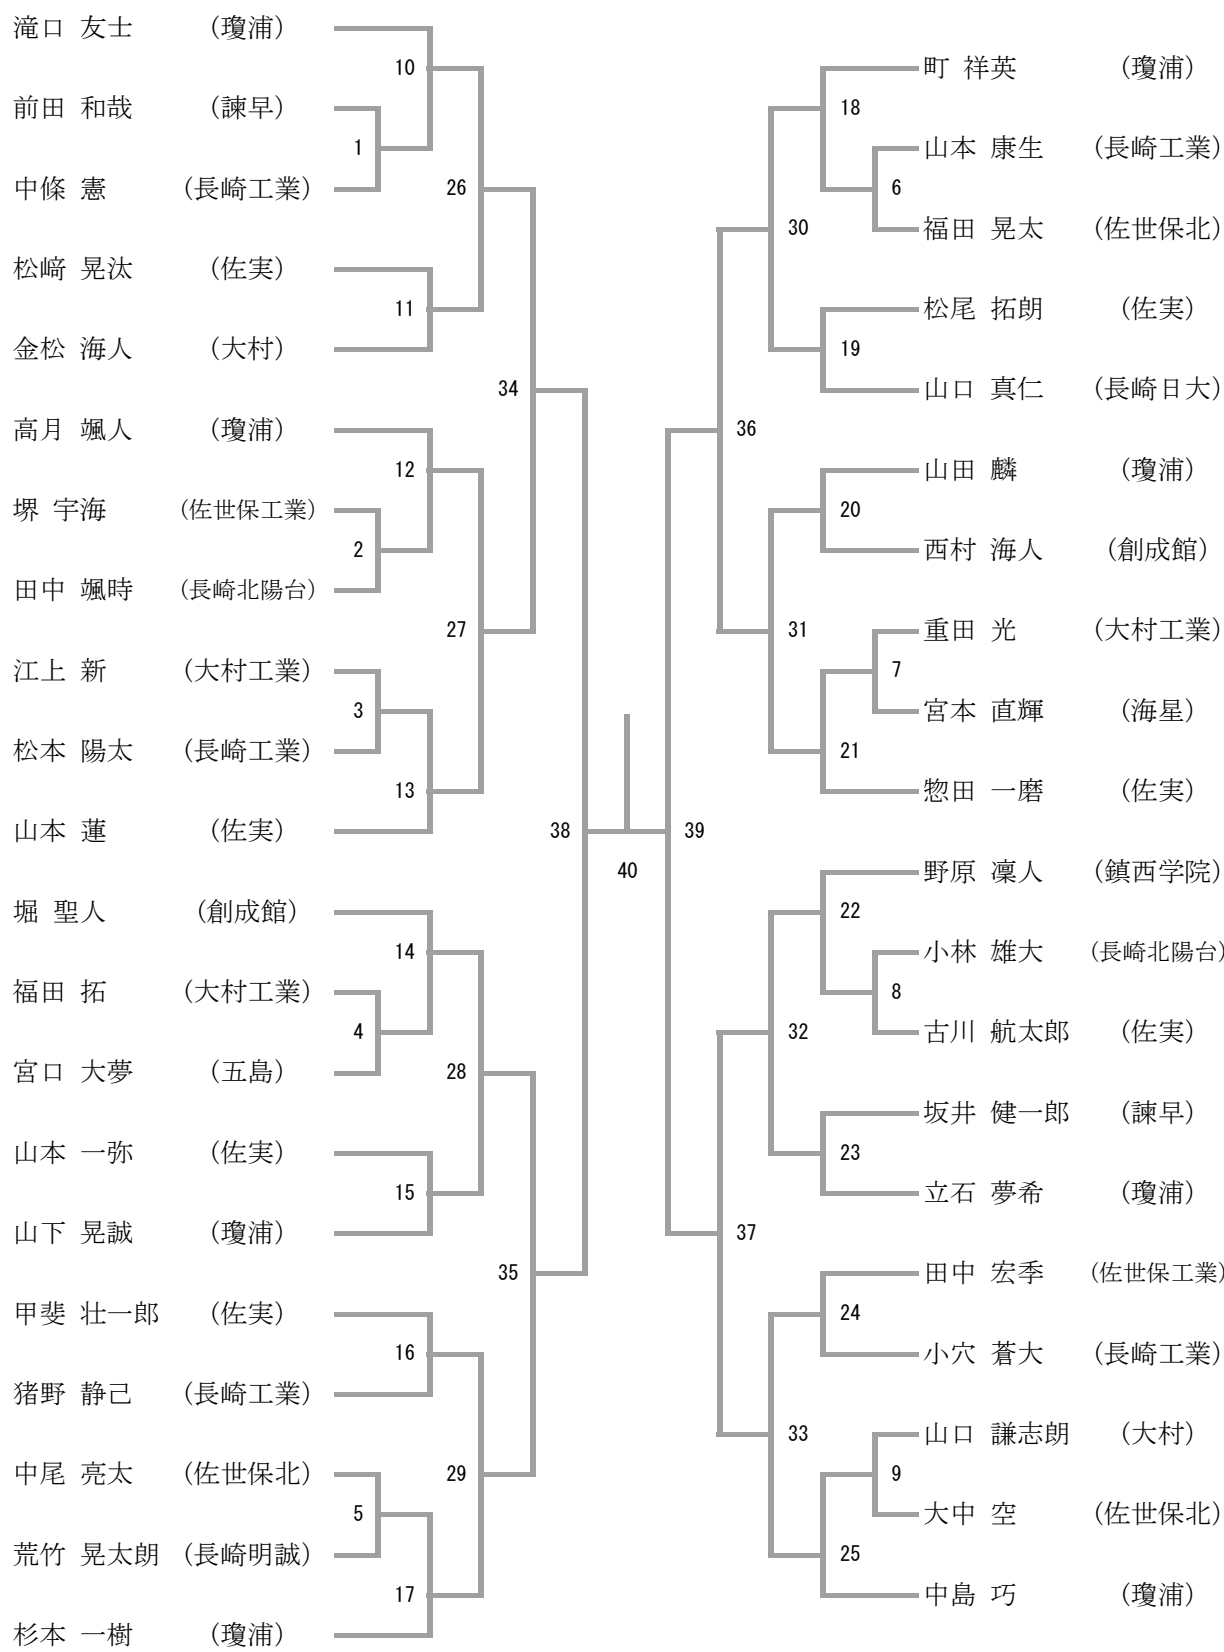 滝口 友士 (瓊浦)
10
前田 和哉 (諫早)
1
中條 憲 (長崎工業)
26
松﨑 晃汰 (佐実)
11
金松 海人 (大村)
34
高月 颯人 (瓊浦)
12
堺 宇海 (佐世保工業)
2
田中 颯時 (長崎北陽台)
27
江上 新 (大村工業)
3
松本 陽太 (長崎工業)
13
山本 蓮 (佐実)
38
堀 聖人 (創成館)
14
福田 拓 (大村工業)
4
宮口 大夢 (五島)
28
山本 一弥 (佐実)
15
山下 晃誠 (瓊浦)
35
甲斐 壮一郎 (佐実)
16
猪野 静己 (長崎工業)
中尾 亮太 (佐世保北)
29
5
荒竹 晃太朗 (長崎明誠)
17
杉本 一樹 (瓊浦)
40
町 祥英 (瓊浦)
18
山本 康生 (長崎工業)
6
福田 晃太 (佐世保北)
30
松尾 拓朗 (佐実)
19
山口 真仁 (長崎日大)
36
山田 麟 (瓊浦)
20
西村 海人 (創成館)
31
重田 光 (大村工業)
7
宮本 直輝 (海星)
21
惣田 一磨 (佐実)
39
野原 凜人 (鎮西学院)
22
小林 雄大 (長崎北陽台)
8
古川 航太郎 (佐実)
32
坂井 健一郎 (諫早)
23
立石 夢希 (瓊浦)
37
田中 宏季 (佐世保工業)
24
小穴 蒼大 (長崎工業)
33
山口 謙志朗 (大村)
9
大中 空 (佐世保北)
25
中島 巧 (瓊浦)